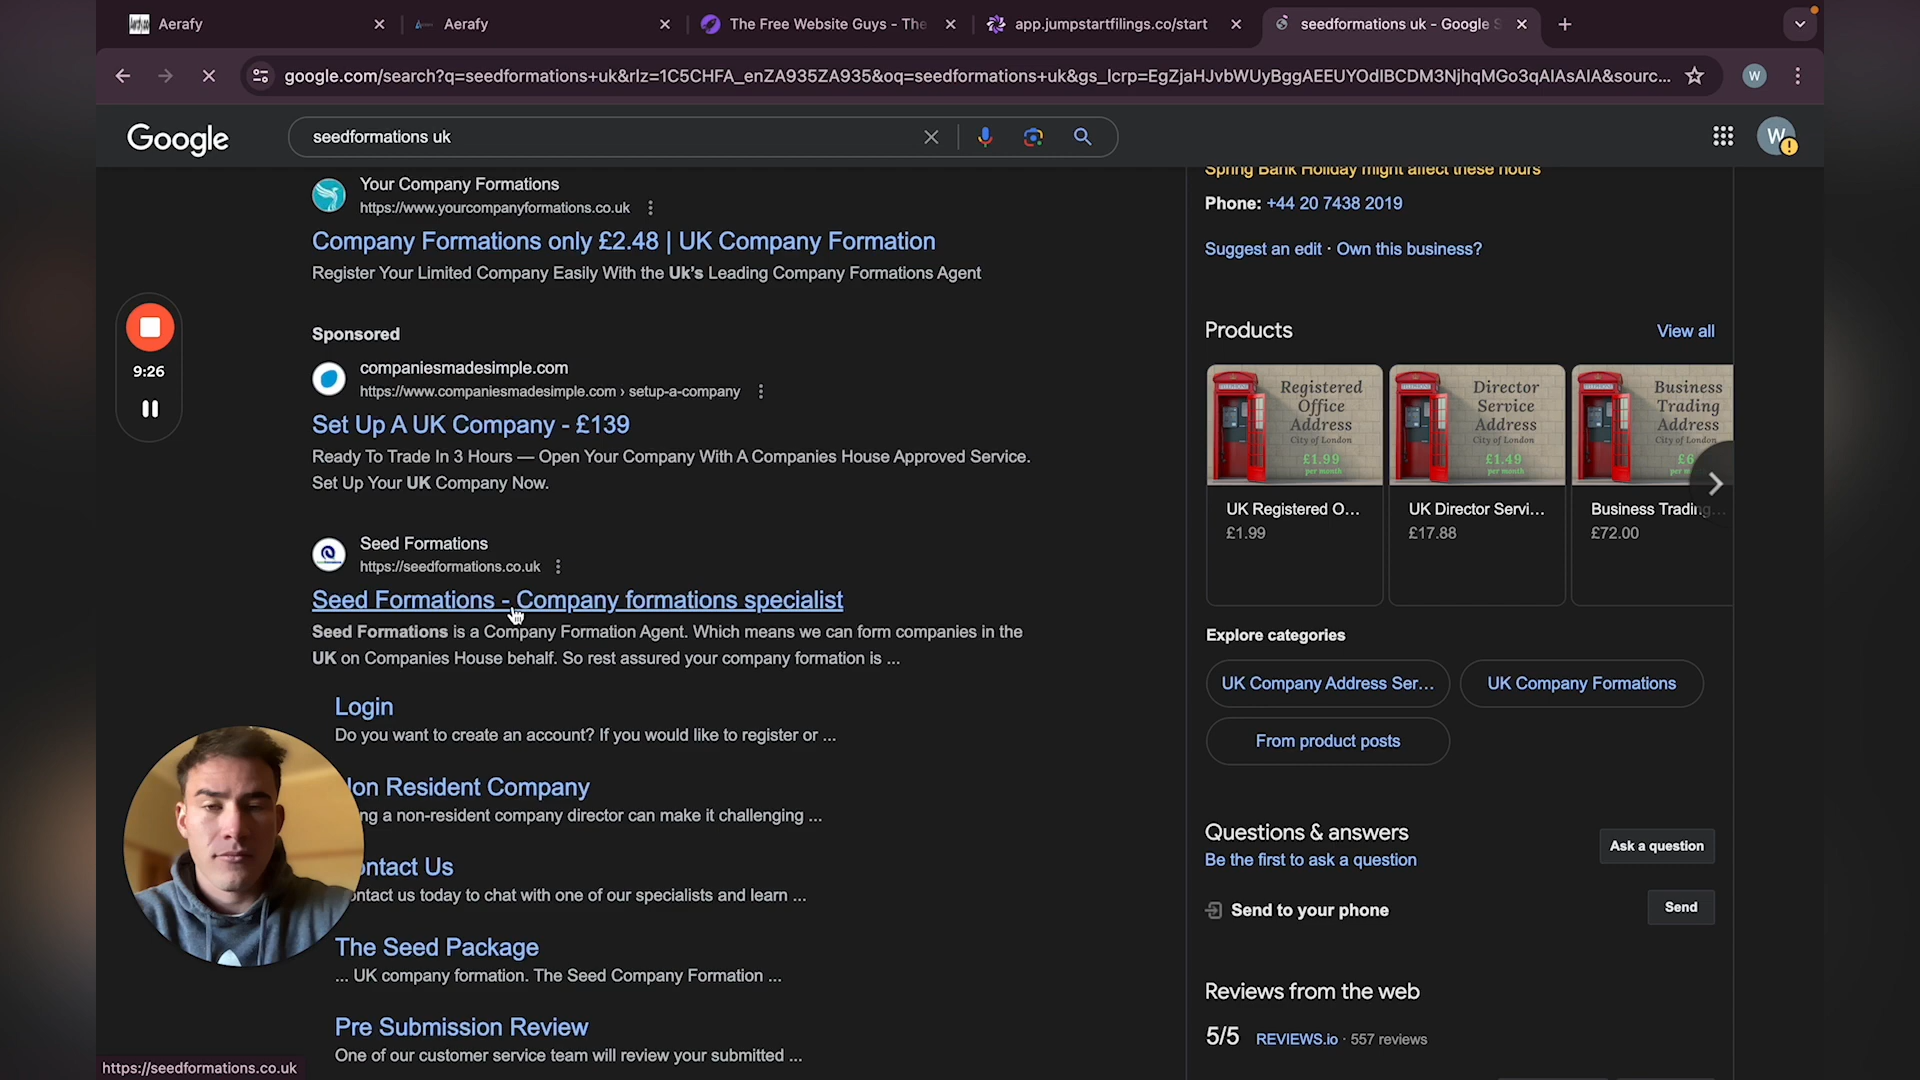 Aerafy
Aerafy
The Free Website Guys - The
app.jumpstartfilings.co/start
seedformations uk - Google S
google.com/search?q=seedformations+uk&rlz=1C5CHFA_enZA935ZA935&oq=seedformations+uk&gs_lcrp=EgZjaHJvbWUyBggAEEUYOdIBCDM3NjhqMGo3qAIAsAIA&sourc...
W
Google
seedformations uk
W
Your Company Formations
https://www.yourcompanyformations.co.uk
Company Formations only £2.48 | UK Company Formation
Register Your Limited Company Easily With the Uk's Leading Company Formations Agent
Sponsored
companiesmadesimple.com
https://www.companiesmadesimple.com › setup-a-company
Set Up A UK Company - £139
Ready To Trade In 3 Hours — Open Your Company With A Companies House Approved Service.
Set Up Your UK Company Now.
Seed Formations
https://seedformations.co.uk
Seed Formations - Company formations specialist
Seed Formations is a Company Formation Agent. Which means we can form companies in the
UK on Companies House behalf. So rest assured your company formation is ...
Login
Do you want to create an account? If you would like to register or ...
Non Resident Company
ng a non-resident company director can make it challenging ...
ontact Us
ontact us today to chat with one of our specialists and learn ...
The Seed Package
... UK company formation. The Seed Company Formation ...
Pre Submission Review
One of our customer service team will review your submitted ...
9:26
https://seedformations.co.uk
Spring Bank Holiday might affect these hours
Phone: +44 20 7438 2019
Suggest an edit · Own this business?
Products
View all
Registered
Office
Address
City of London
£1.99
per month
UK Registered O...
£1.99
Director
Service
Address
City of London
£1.49
per month
UK Director Servi...
£17.88
Business
Trading
Address
City of London
£6
per m
Business Trading...
£72.00
Explore categories
UK Company Address Ser...
UK Company Formations
From product posts
Questions & answers
Be the first to ask a question
Ask a question
Send to your phone
Send
Reviews from the web
5/5
REVIEWS.io · 557 reviews